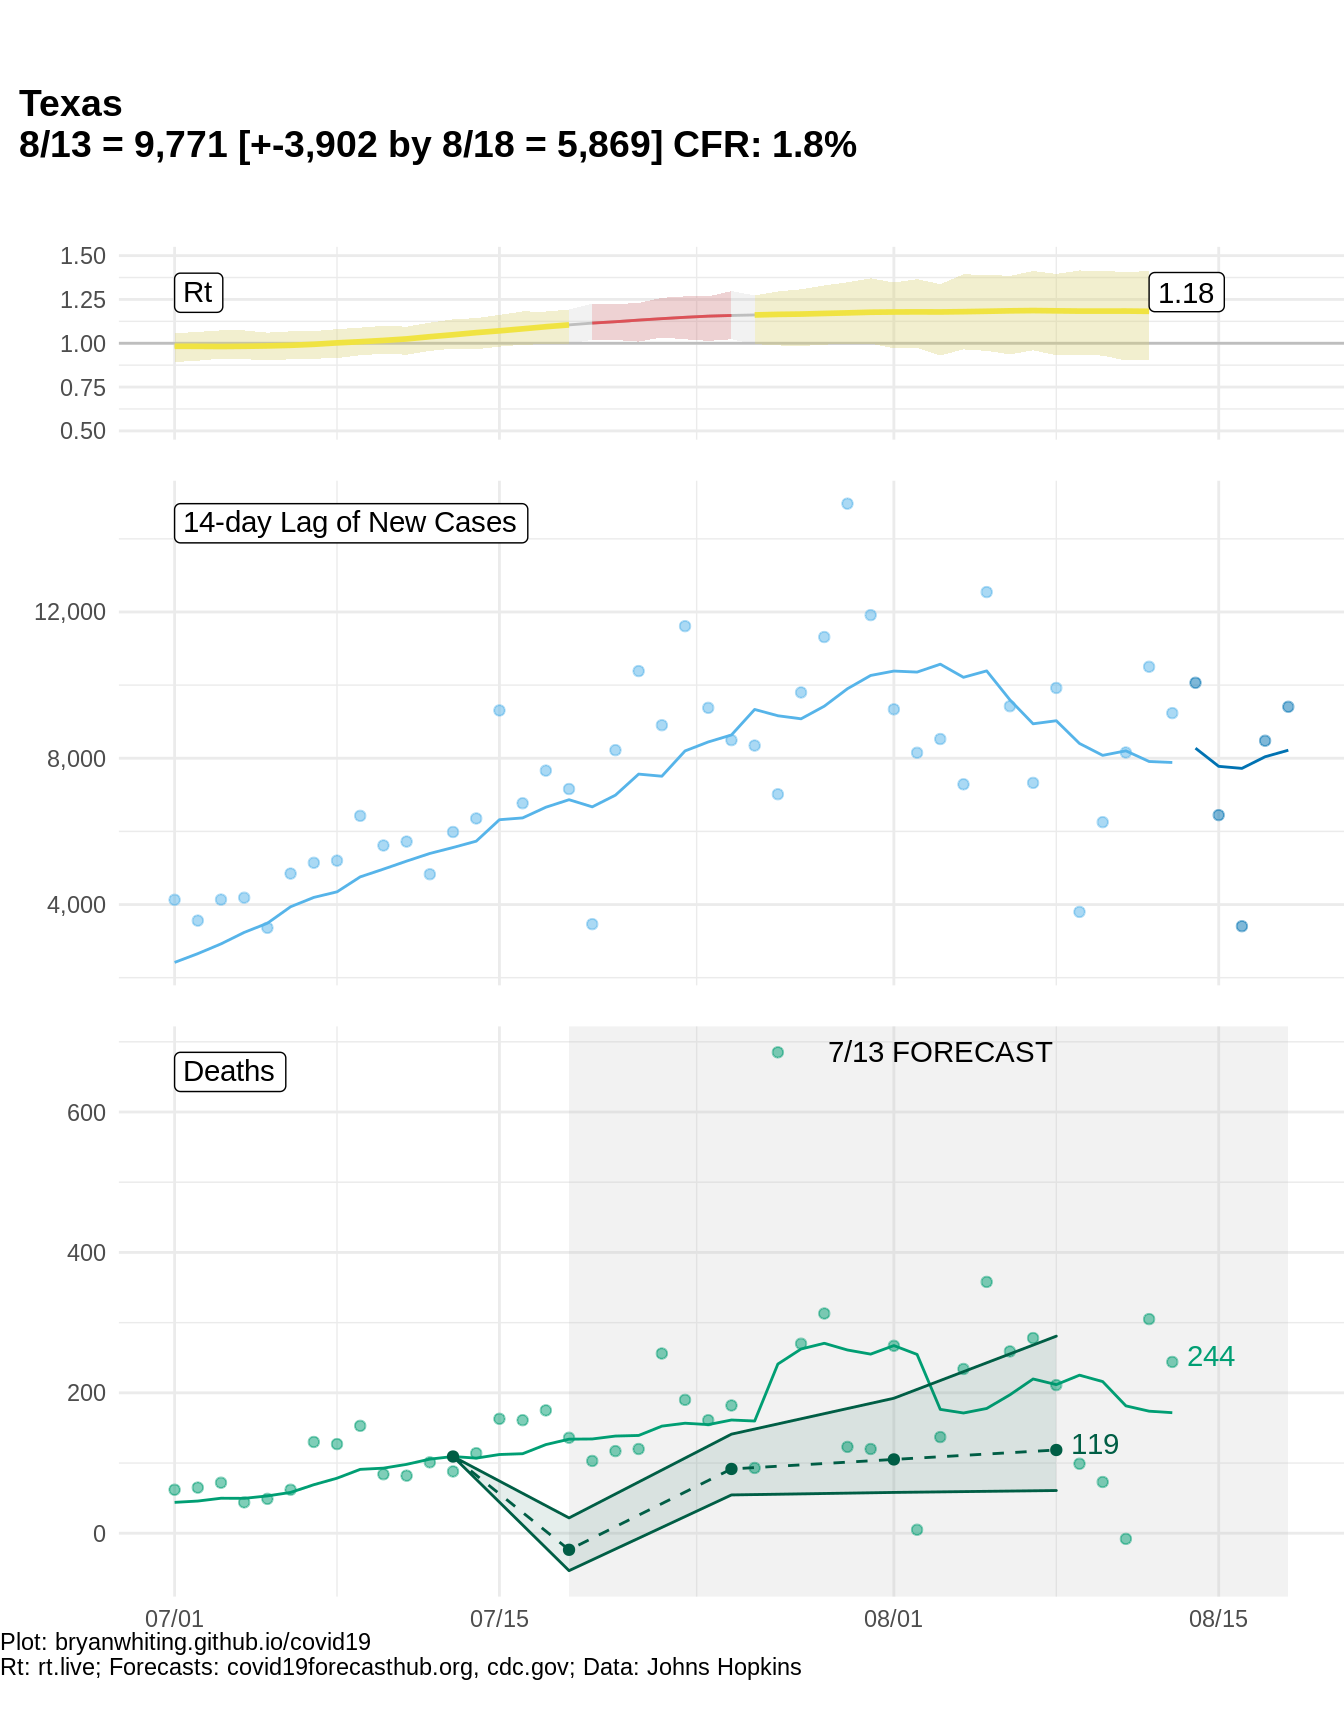 Texas
8/13 = 9,771 [+-3,902 by 8/18 = 5,869] CFR: 1.8%
1.50
1.25
1.00
0.75
0.50
Rt
1.18
14-day Lag of New Cases
12,000
8,000
4,000
Deaths
7/13 FORECAST
600
400
200
0
244
119
07/01
07/15
08/01
08/15
Plot: bryanwhiting.github.io/covid19
Rt: rt.live; Forecasts: covid19forecasthub.org, cdc.gov; Data: Johns Hopkins